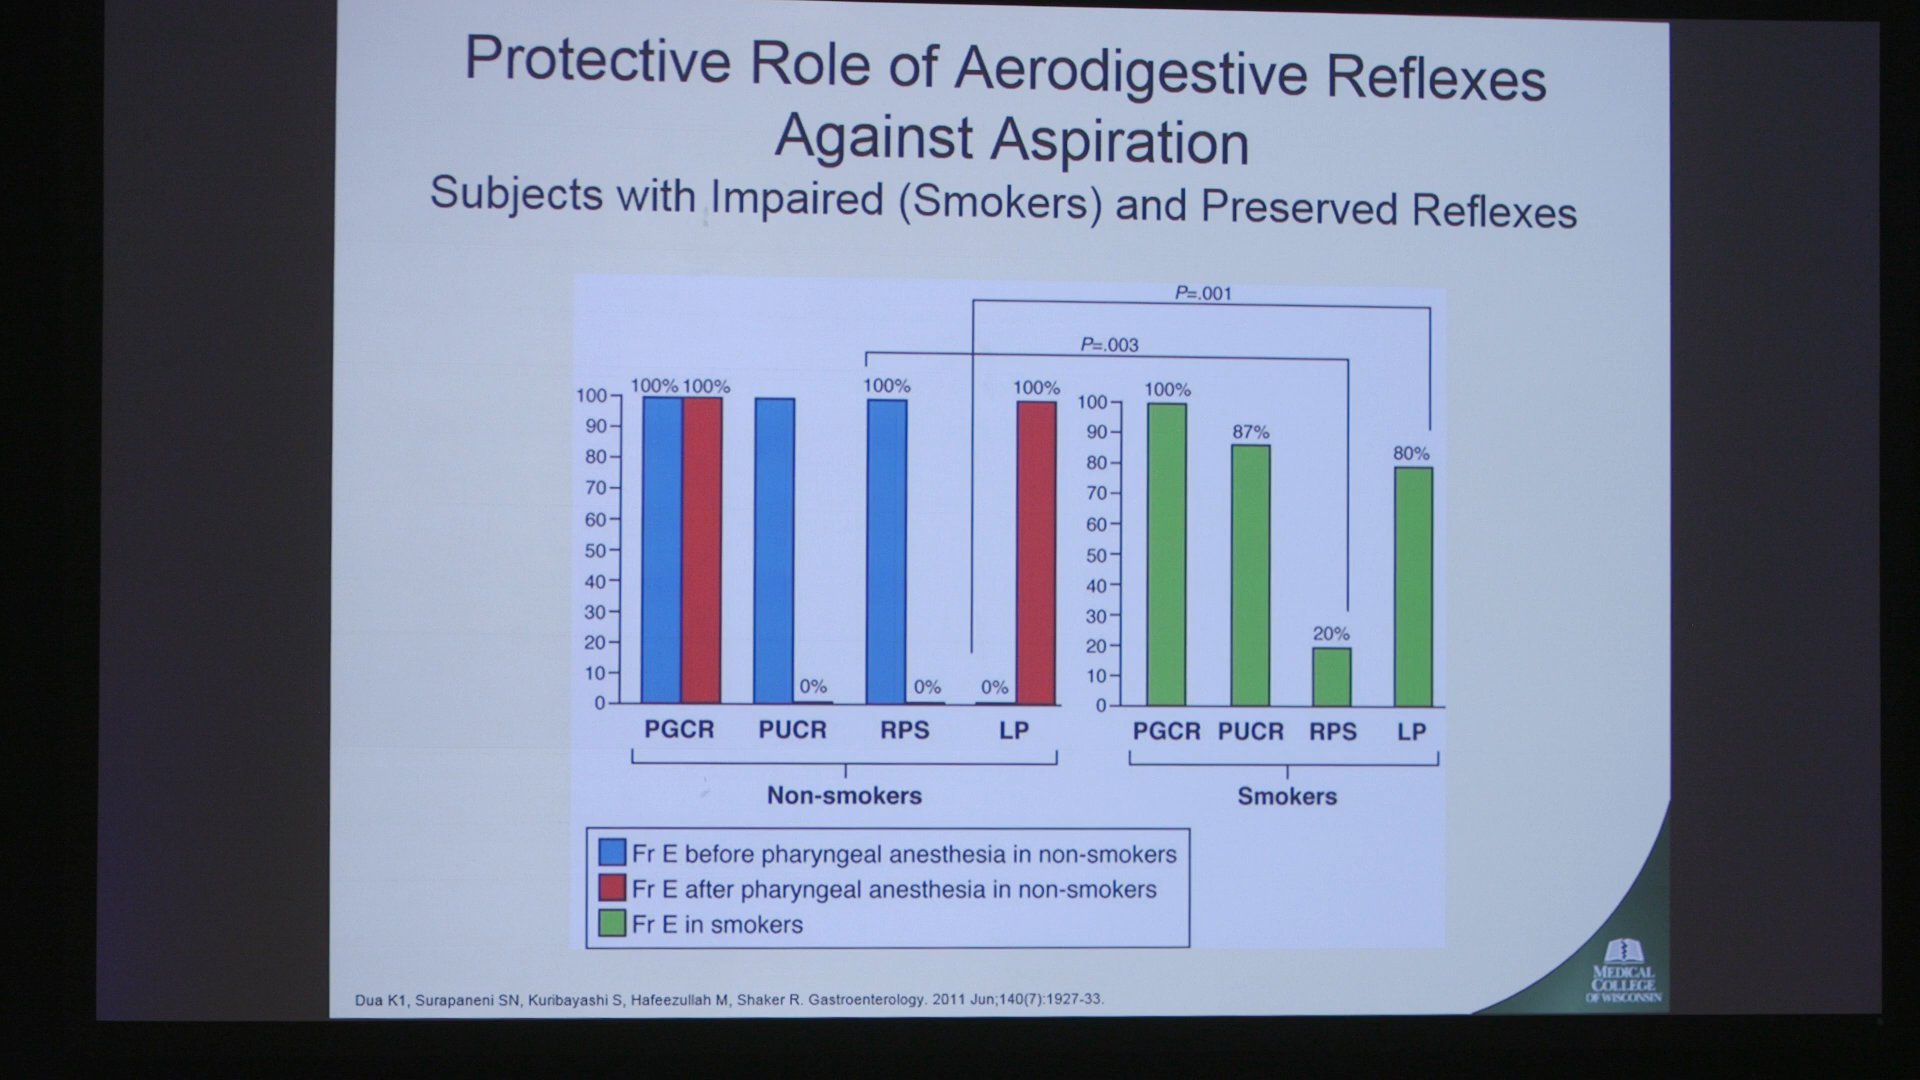 Protective Role of Aerodigestive Reflexes
Against Aspiration
Subjects with Impaired (Smokers) and Preserved Reflexes
P=.001
P=.003
100% 100%
100%
100%
100%
87%
80%
20%
0%
0%
0%
100
90
80
70
60
50
40
30
20
10
0
100
90
80
70
60
50
40
30
20
10
0
PGCR PUCR RPS LP
PGCR PUCR RPS LP
Non-smokers
Smokers
Fr E before pharyngeal anesthesia in non-smokers
Fr E after pharyngeal anesthesia in non-smokers
Fr E in smokers
Dua K1, Surapaneni SN, Kuribayashi S, Hafeezullah M, Shaker R. Gastroenterology. 2011 Jun;140(7):1927-33.
MEDICAL
COLLEGE
OF WISCONSIN